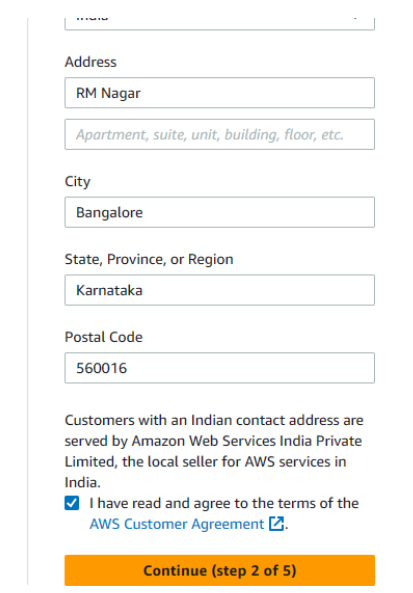 India
Address
RM Nagar
Apartment, suite, unit, building, floor, etc.
City
Bangalore
State, Province, or Region
Karnataka
Postal Code
560016
Customers with an Indian contact address are
served by Amazon Web Services India Private
Limited, the local seller for AWS services in
India.
I have read and agree to the terms of the
AWS Customer Agreement.
Continue (step 2 of 5)